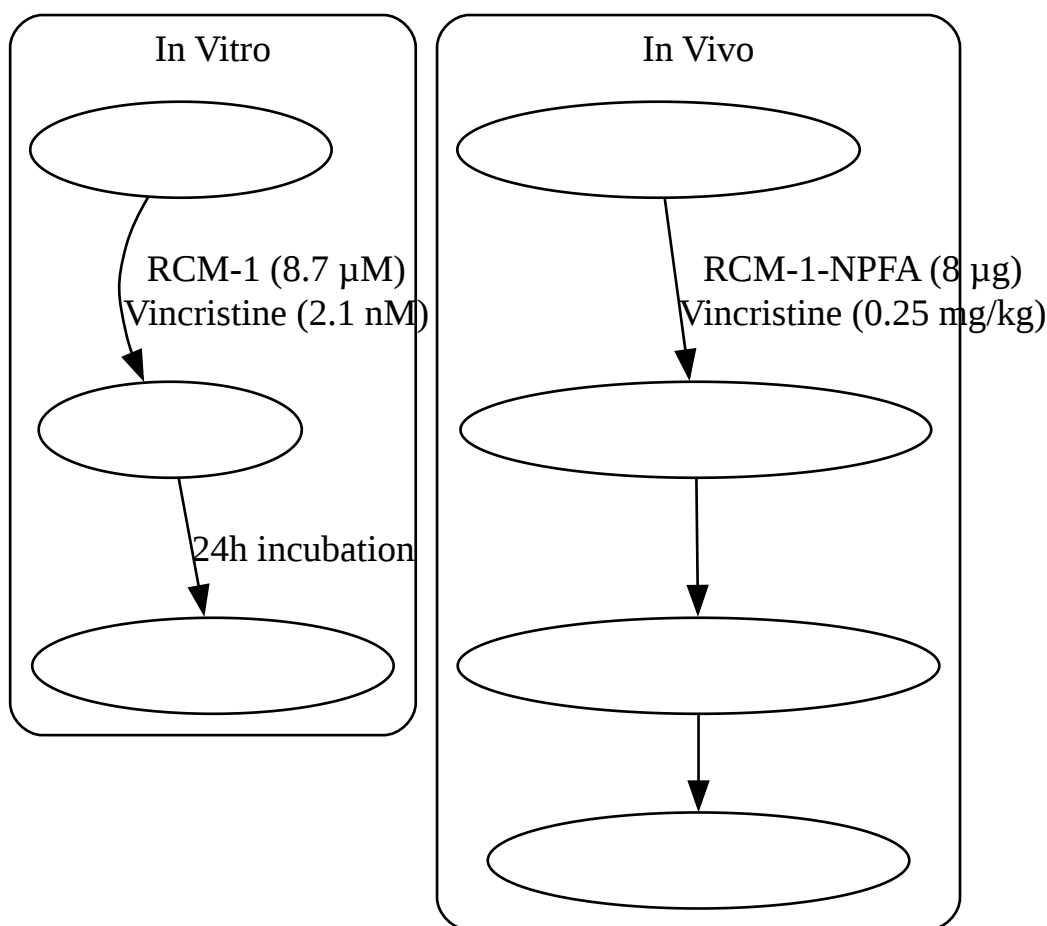 In Vitro
RCM-1 (8.7 µM)
Vincristine (2.1 nM)
24h incubation
In Vivo
RCM-1-NPFA (8 µg)
Vincristine (0.25 mg/kg)